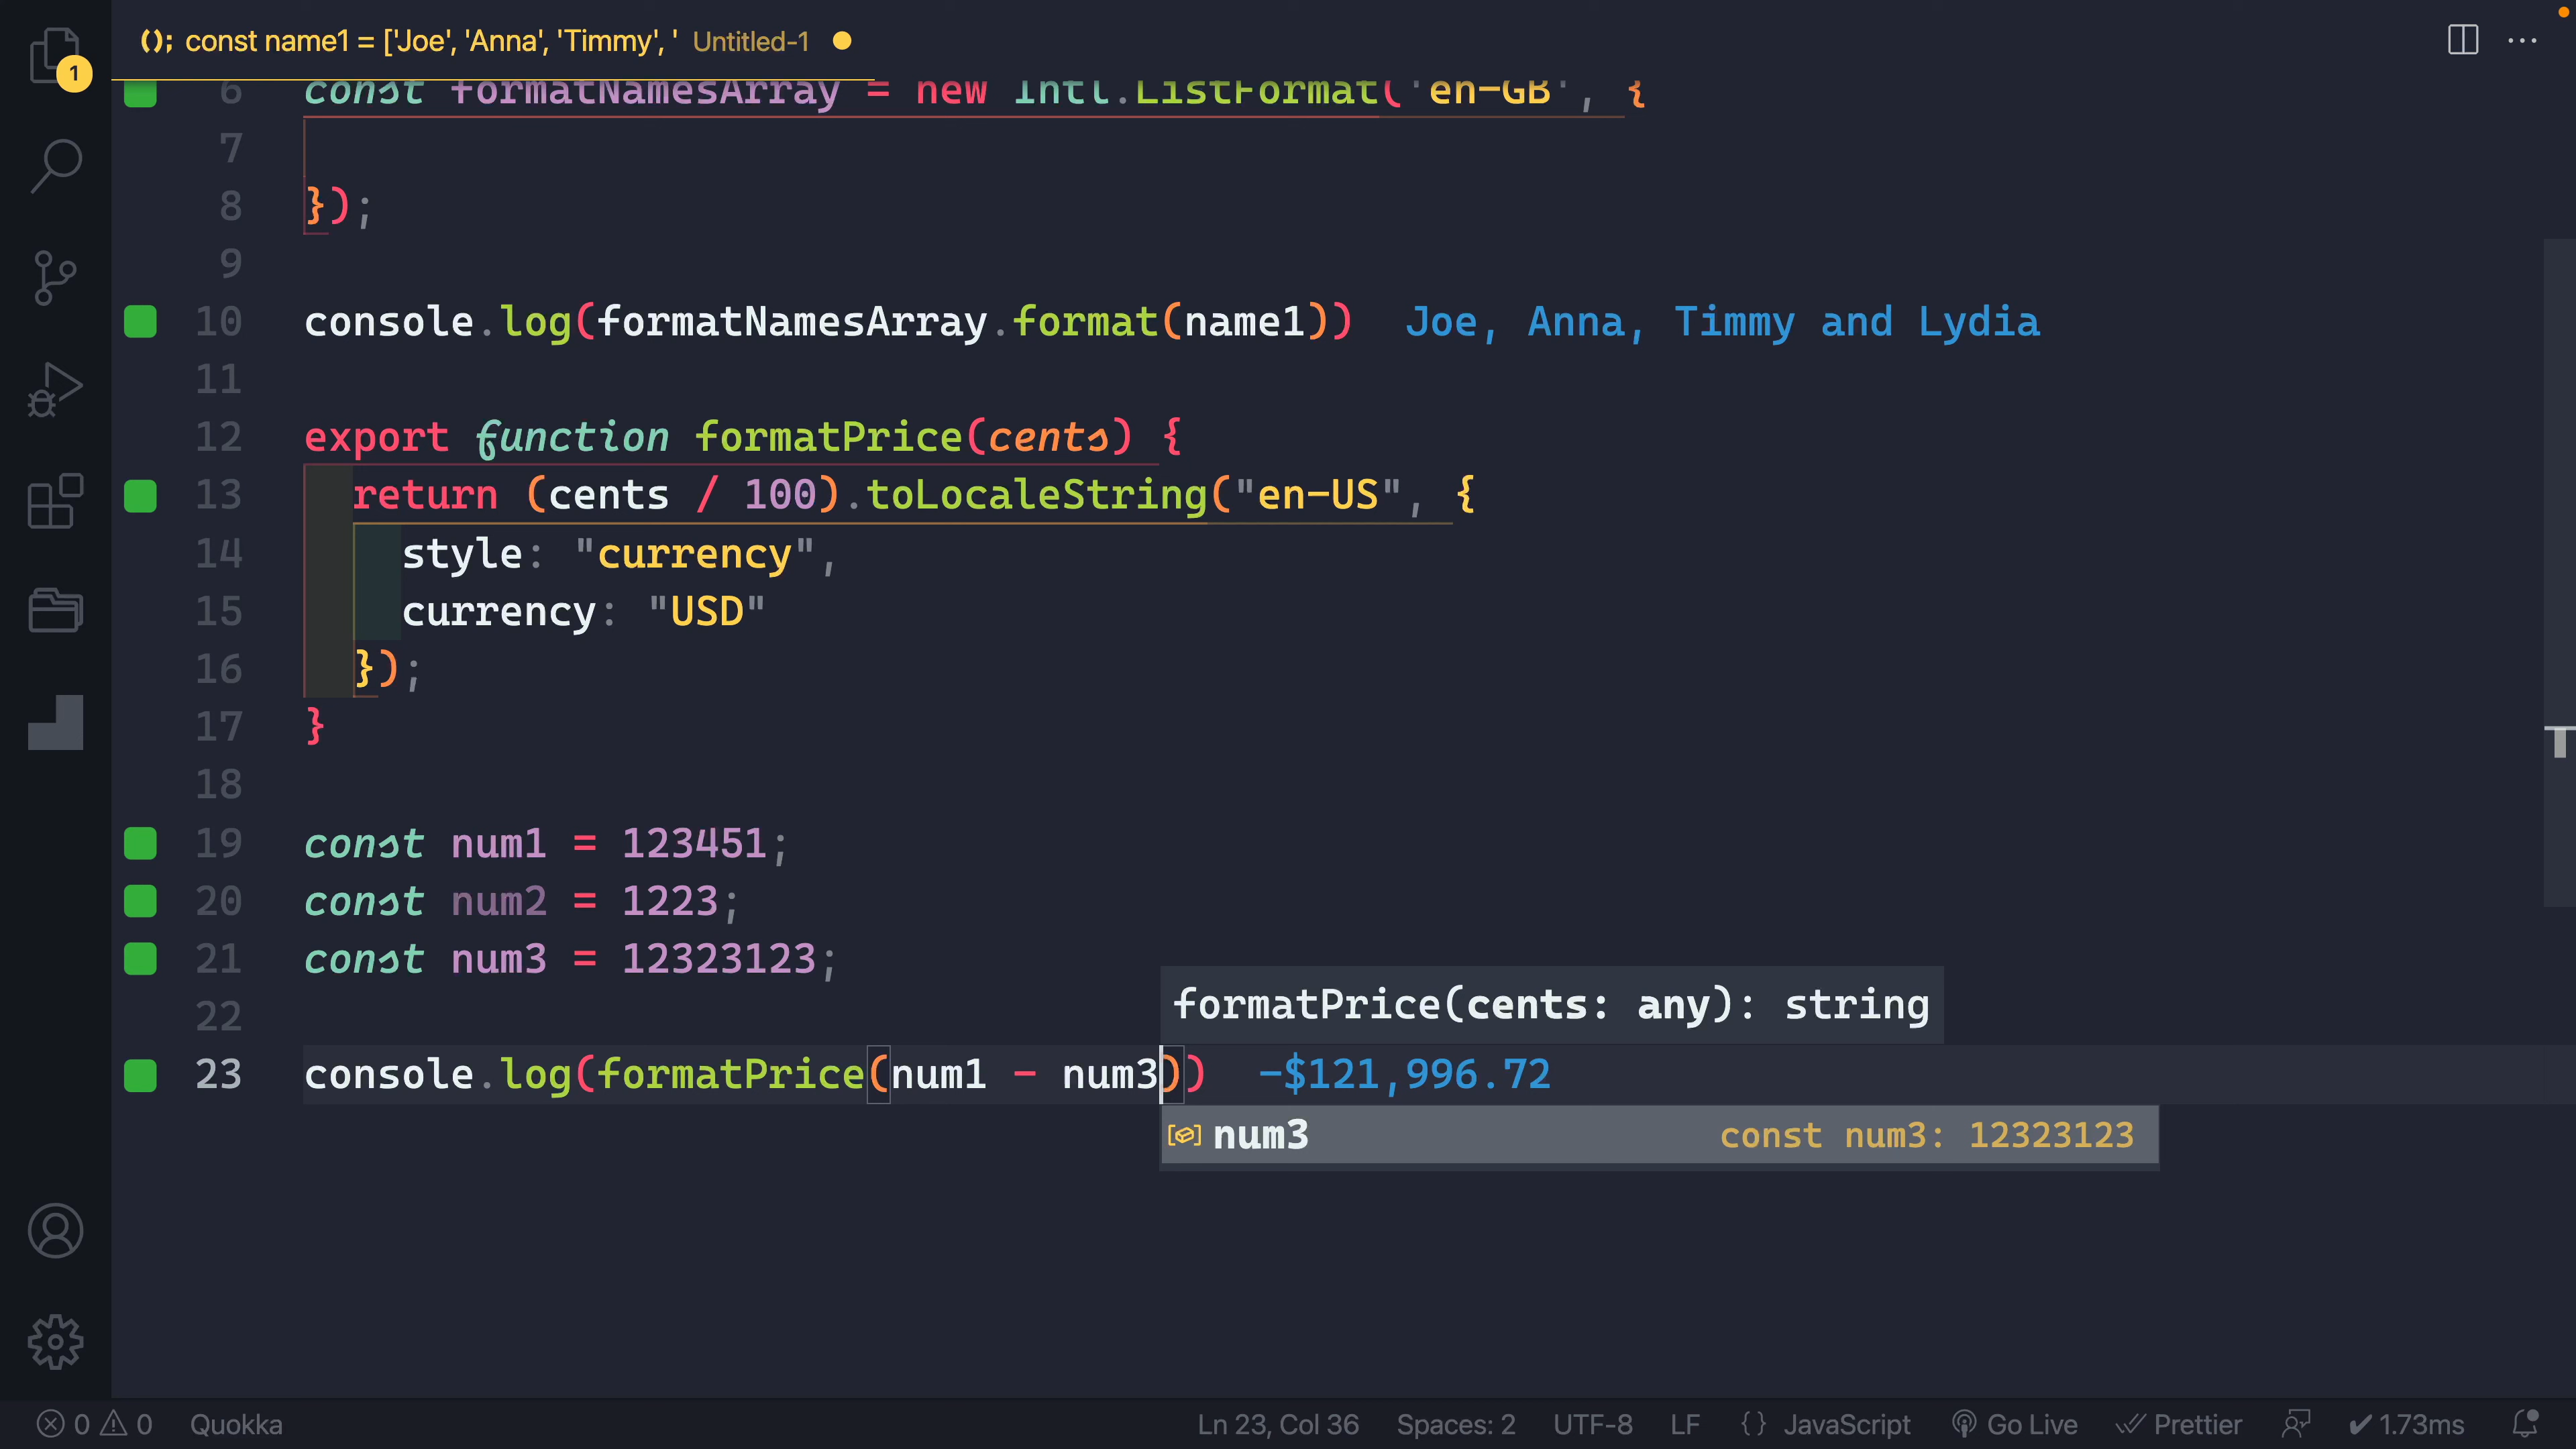 (); const name1 = ['Joe', 'Anna', 'Timmy', ' Untitled-1
1
6 const formatNamesArray = new Intl.ListFormat('en-GB', {
7
8 });
9
10 console.log(formatNamesArray.format(name1)) Joe, Anna, Timmy and Lydia
11
12 export function formatPrice(cents) {
13 return (cents / 100).toLocaleString("en-US", {
14 style: "currency",
15 currency: "USD"
16 });
17 }
18
19 const num1 = 123451;
20 const num2 = 1223;
21 const num3 = 12323123;
22
formatPrice(cents: any): string
23 console.log(formatPrice(num1 - num3)) -$121,996.72
num3 const num3: 12323123
0 0 Quokka Ln 23, Col 36 Spaces: 2 UTF-8 LF {} JavaScript Go Live Prettier 1.73ms